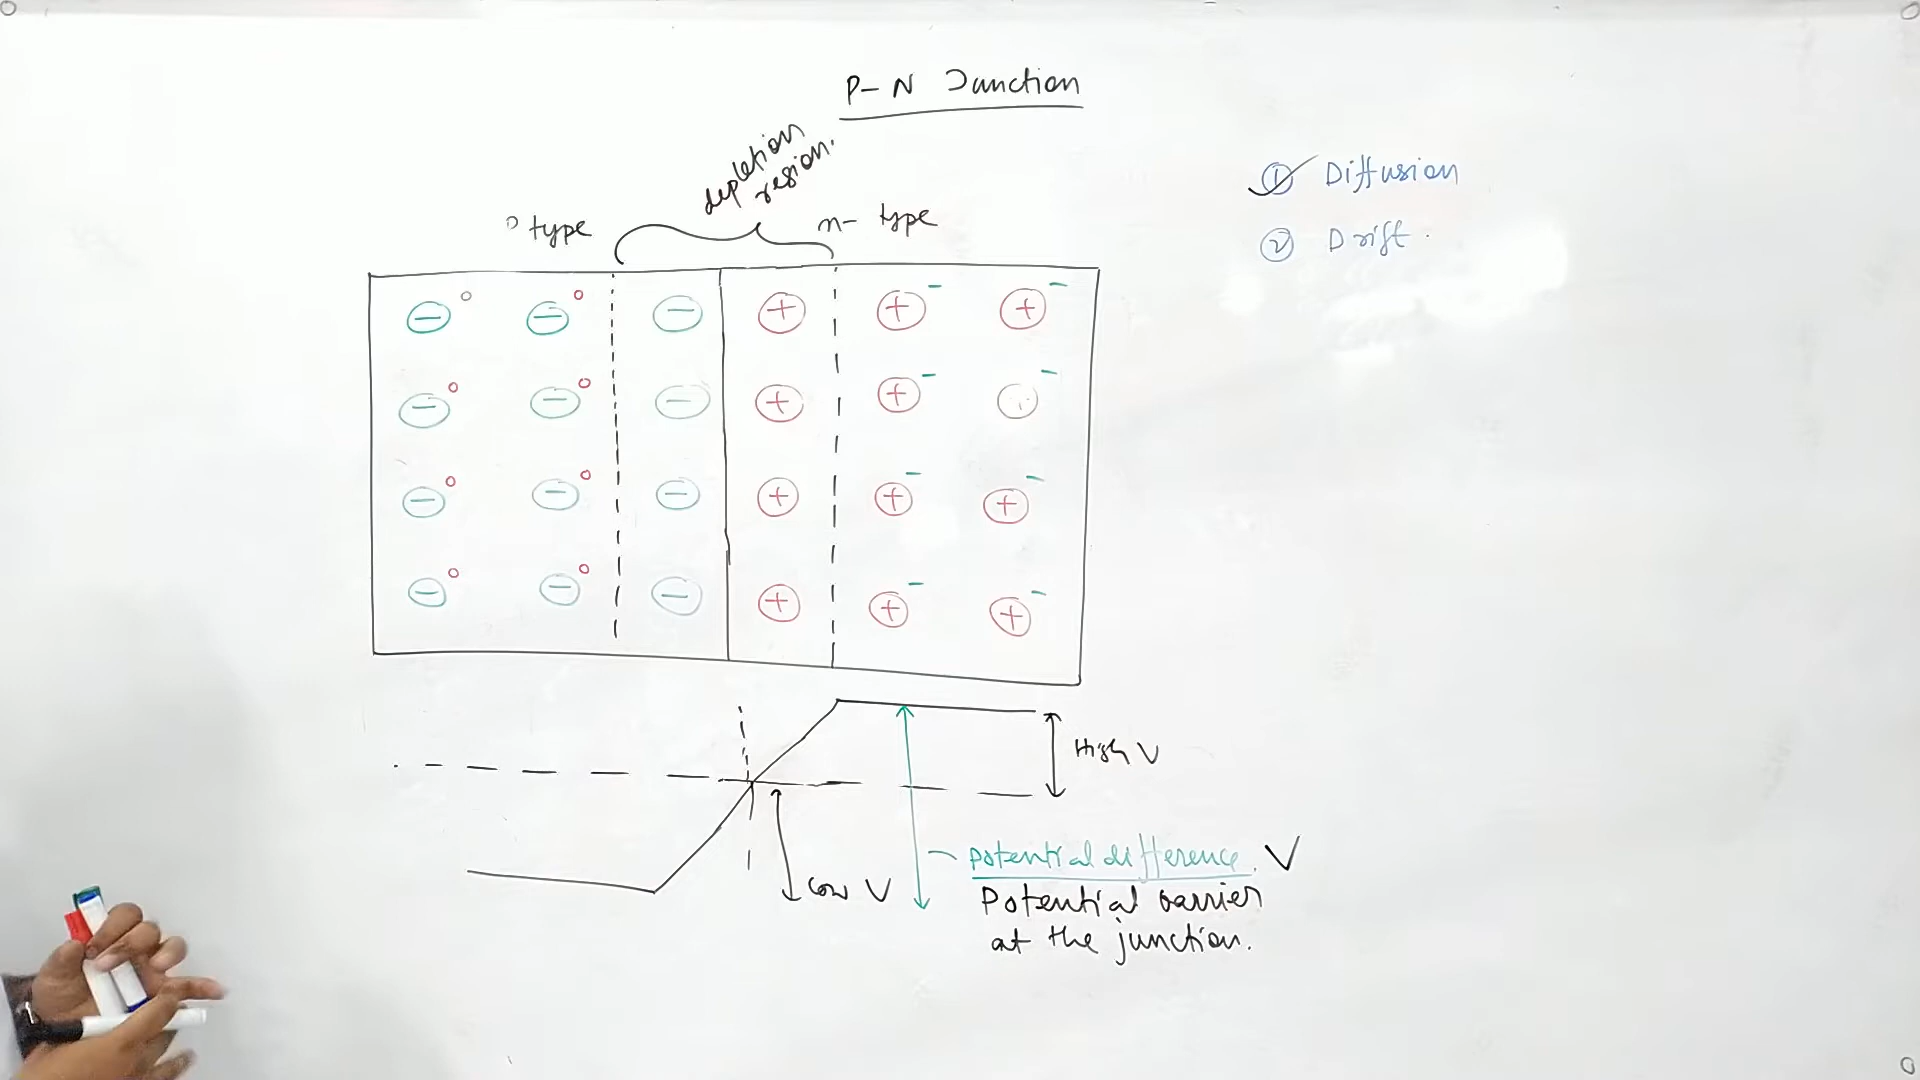 P-N Junction
depletion
region.
p type
n- type
① Diffusion
② Drift.
High V
Low V
Potential difference. V
Potential barrier
at the junction.